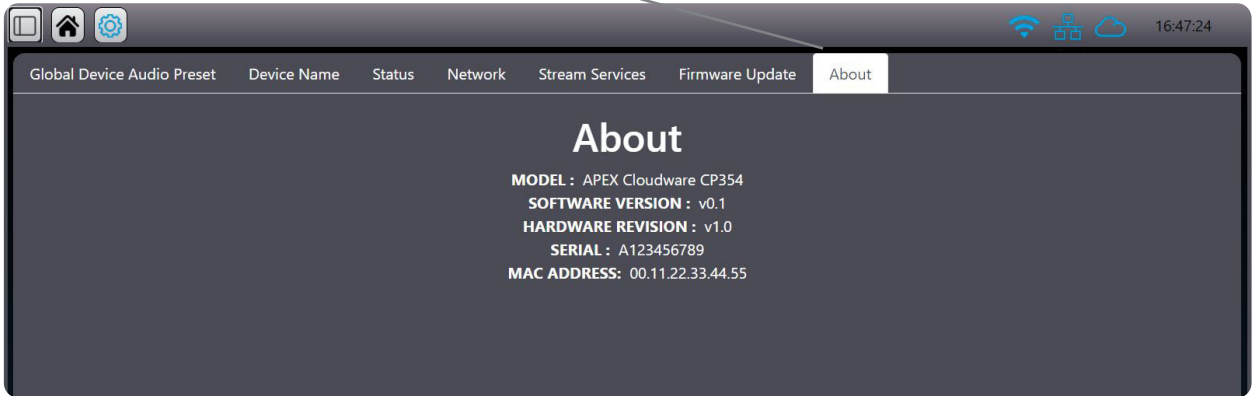 16:47:24
Global Device Audio Preset Device Name Status Network Stream Services Firmware Update About
About
MODEL : APEX Cloudware CP354
SOFTWARE VERSION : v0.1
HARDWARE REVISION : v1.0
SERIAL : A123456789
MAC ADDRESS: 00.11.22.33.44.55